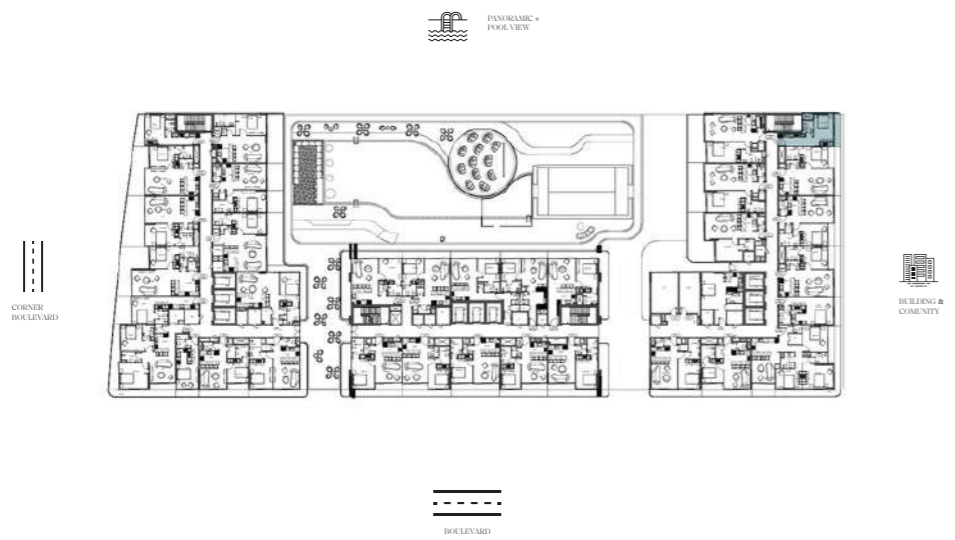 PANORAMIC +
POOL VIEW
CORNER
BOULEVARD
BUILDING &
COMUNITY
BOULEVARD